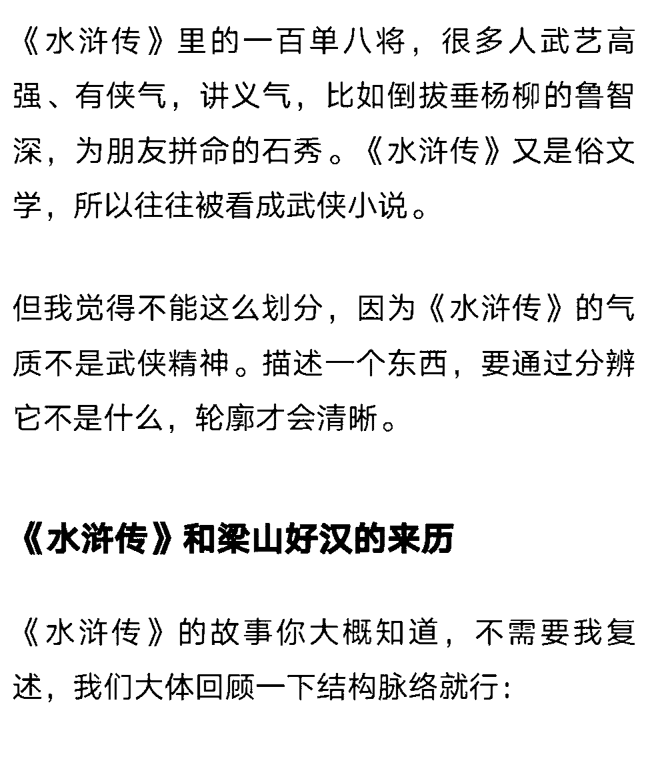 《水浒传》里的一百单八将，很多人武艺高
强、有侠气，讲义气，比如倒拔垂杨柳的鲁智
深，为朋友拼命的石秀。《水浒传》又是俗文
学，所以往往被看成武侠小说。
但我觉得不能这么划分，因为《水浒传》的气
质不是武侠精神。描述一个东西，要通过分辨
它不是什么，轮廓才会清晰。
《水浒传》和梁山好汉的来历
《水浒传》的故事你大概知道，不需要我复
述，我们大体回顾一下结构脉络就行：